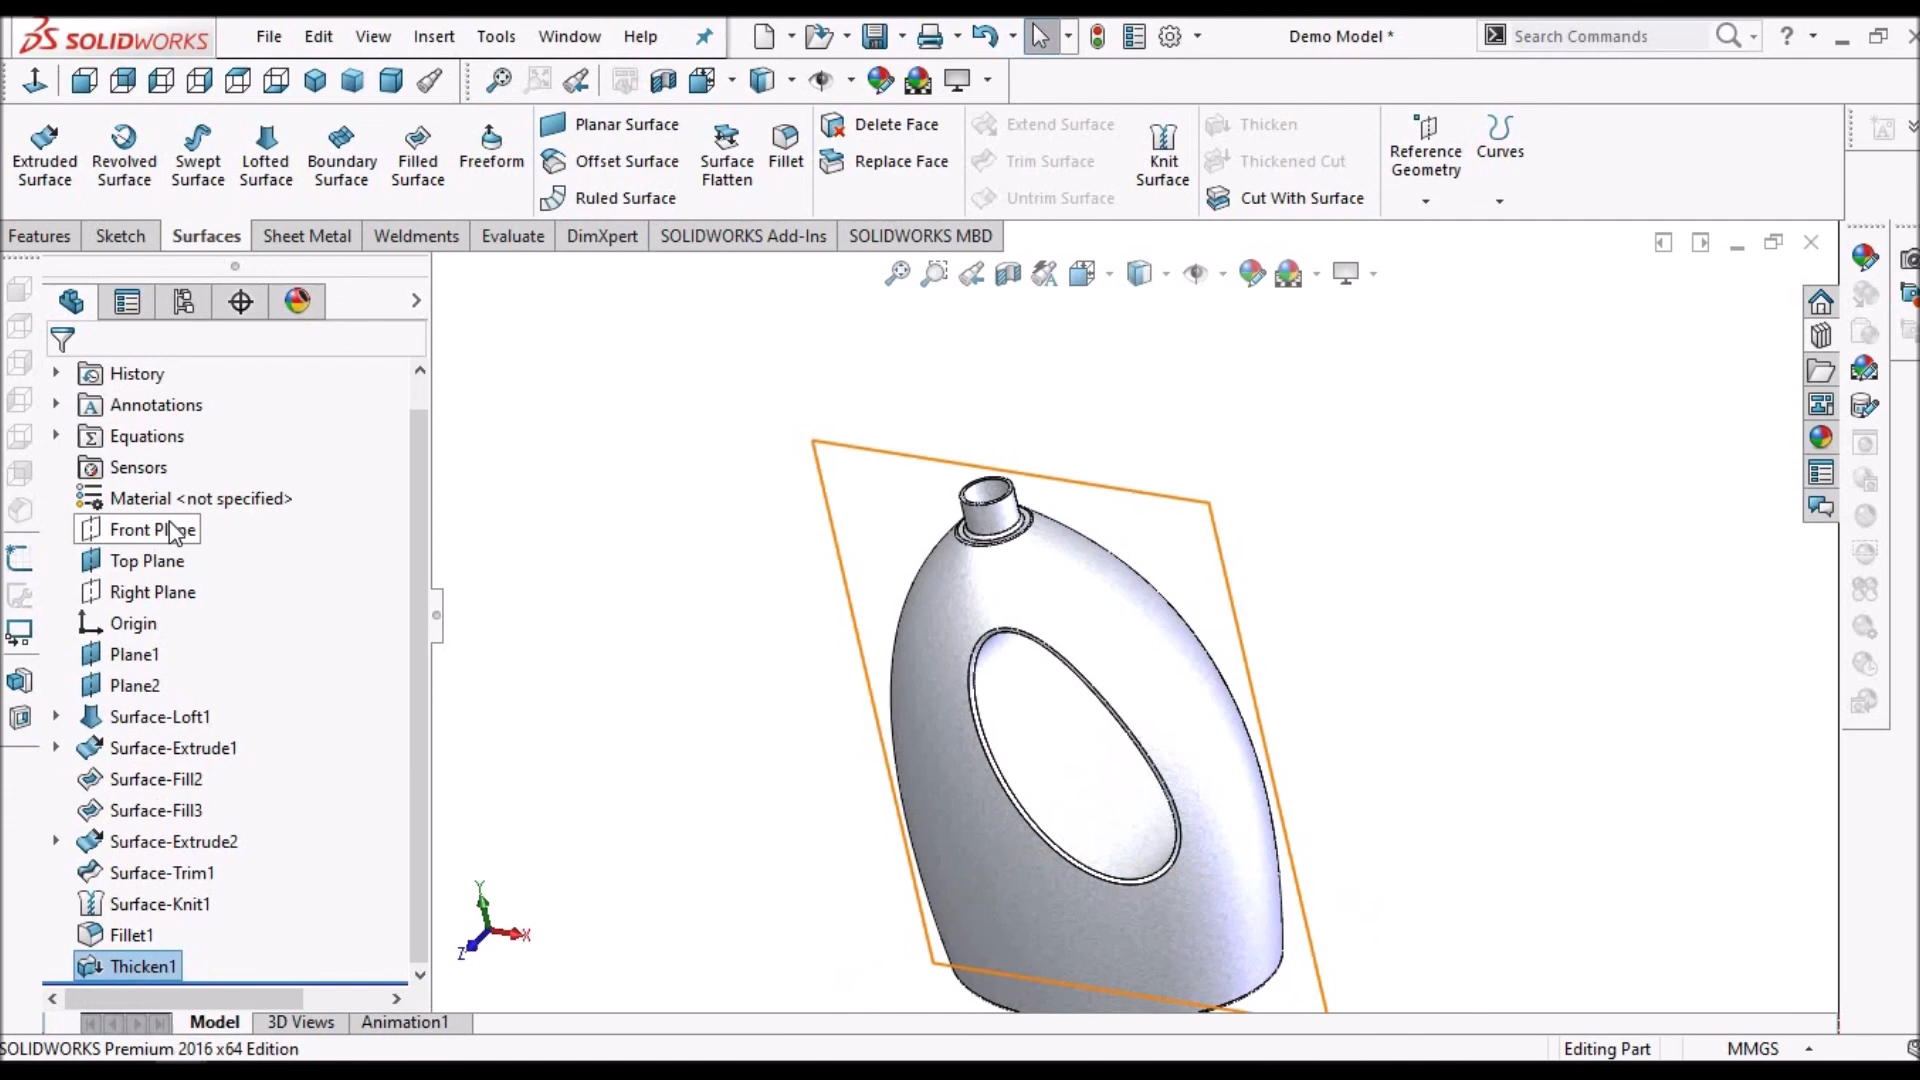 SOLIDWORKS File Edit View Insert Tools Window Help Demo Model * Search Commands ?
Extruded Surface
Revolved Surface
Swept Surface
Lofted Surface
Boundary Surface
Filled Surface
Freeform
Planar Surface
Offset Surface
Ruled Surface
Surface Flatten
Fillet
Delete Face
Replace Face
Extend Surface
Trim Surface
Untrim Surface
Knit Surface
Thicken
Thickened Cut
Cut With Surface
Reference Geometry
Curves
Features Sketch Surfaces Sheet Metal Weldments Evaluate DimXpert SOLIDWORKS Add-Ins SOLIDWORKS MBD
History
Annotations
Equations
Sensors
Material <not specified>
Front Plane
Top Plane
Right Plane
Origin
Plane1
Plane2
Surface-Loft1
Surface-Extrude1
Surface-Fill2
Surface-Fill3
Surface-Extrude2
Surface-Trim1
Surface-Knit1
Fillet1
Thicken1
Y
X
Z
Model 3D Views Animation1
SOLIDWORKS Premium 2016 x64 Edition Editing Part MMGS